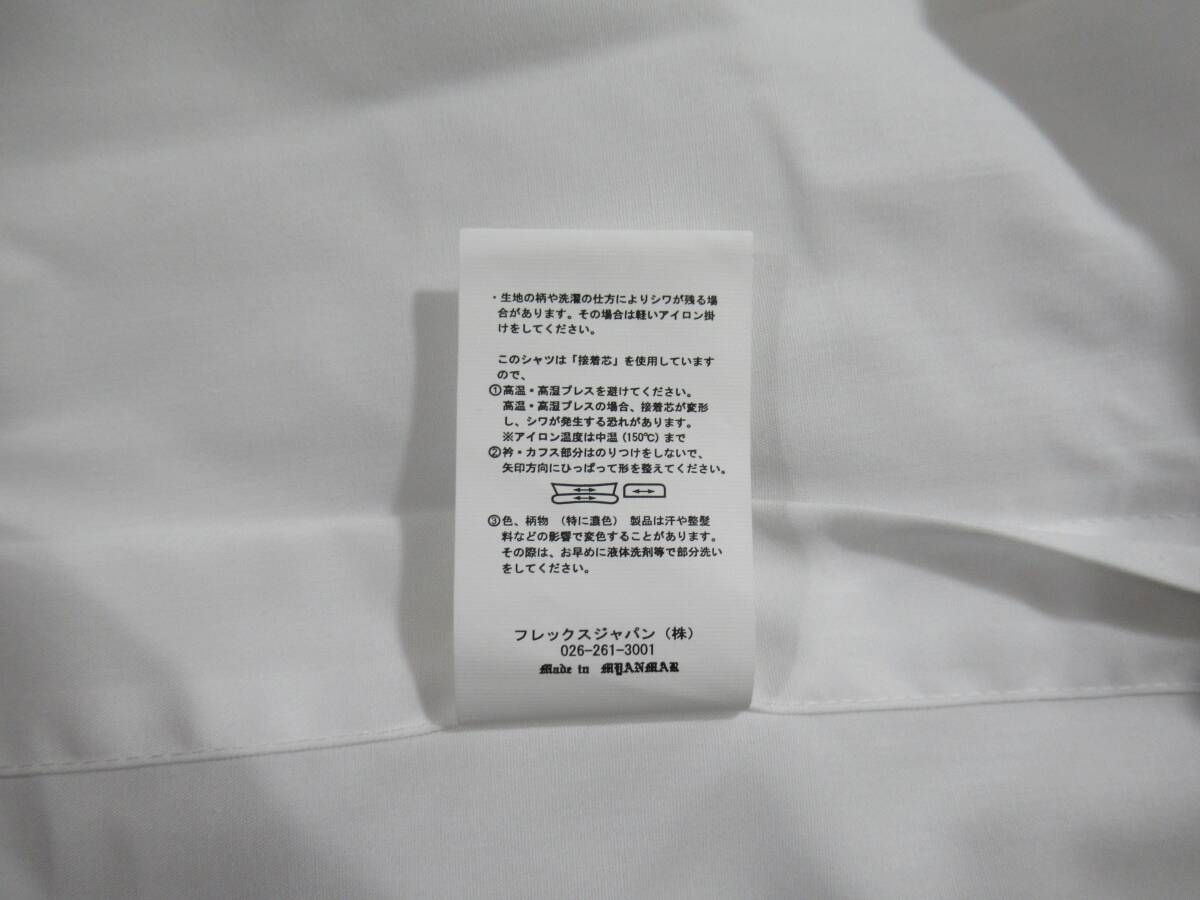 ・生地の柄や洗濯の仕方によりシワが残る場
合があります。その場合は軽いアイロン掛
けをしてください。
このシャツは「接着芯」を使用しています
ので、
①高温・高湿プレスを避けてください。
高温・高湿プレスの場合、接着芯が変形
し、シワが発生する恐れがあります。
※アイロン温度は中温(150℃)まで
②衿・カフス部分はのりつけをしないで、
矢印方向にひっぱって形を整えてください。
③色、柄物 (特に濃色) 製品は汗や整髪
料などの影響で変色することがあります。
その際は、お早めに液体洗剤等で部分洗い
をしてください。
フレックスジャパン(株)
026-261-3001
Made in MYANMAR